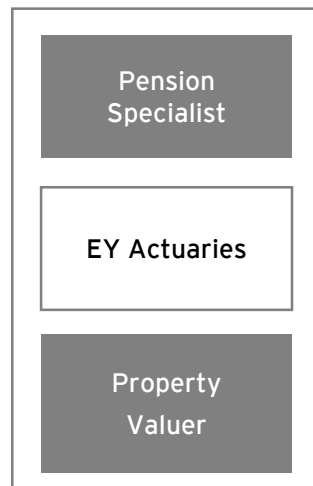 Pension
Specialist
EY Actuaries
Property
Valuer